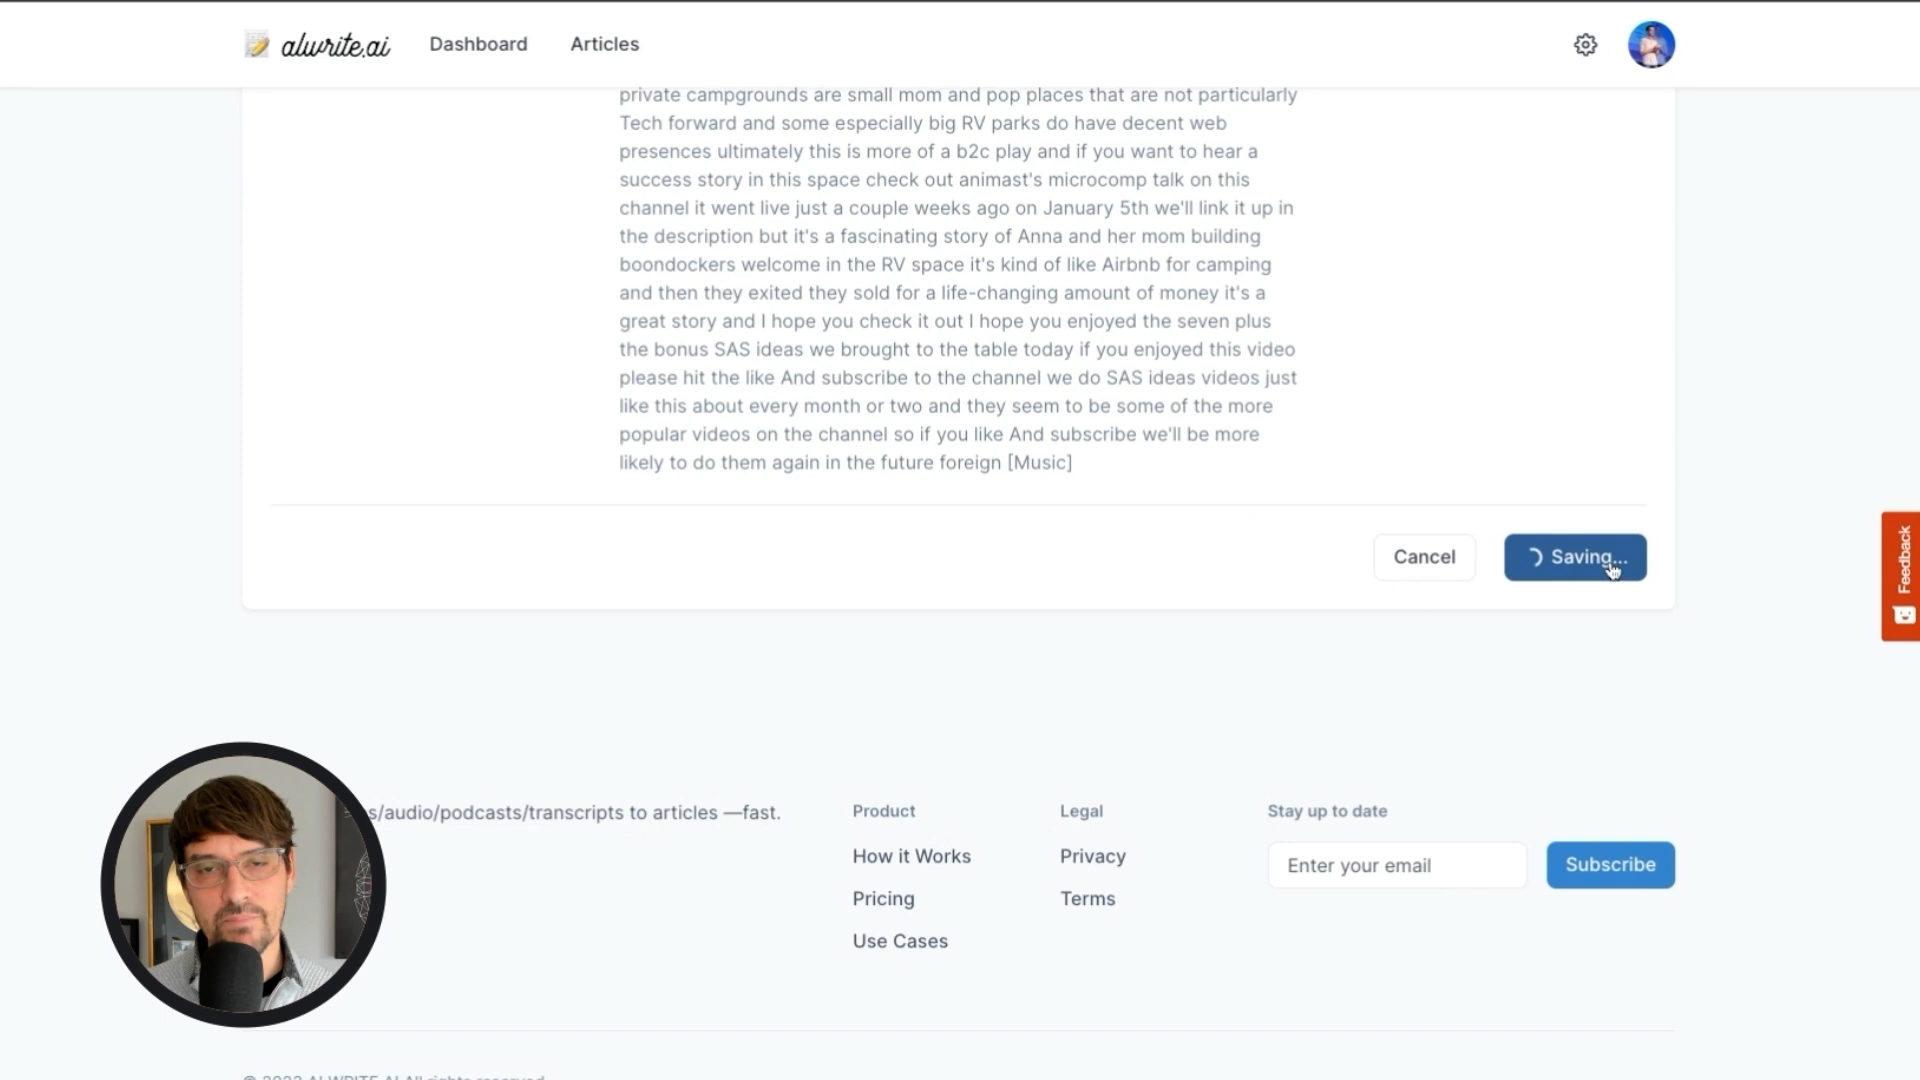 alwrite.ai Dashboard Articles
private campgrounds are small mom and pop places that are not particularly
Tech forward and some especially big RV parks do have decent web
presences ultimately this is more of a b2c play and if you want to hear a
success story in this space check out animast's microcomp talk on this
channel it went live just a couple weeks ago on January 5th we'll link it up in
the description but it's a fascinating story of Anna and her mom building
boondockers welcome in the RV space it's kind of like Airbnb for camping
and then they exited they sold for a life-changing amount of money it's a
great story and I hope you check it out I hope you enjoyed the seven plus
the bonus SAS ideas we brought to the table today if you enjoyed this video
please hit the like And subscribe to the channel we do SAS ideas videos just
like this about every month or two and they seem to be some of the more
popular videos on the channel so if you like And subscribe we'll be more
likely to do them again in the future foreign [Music]
Cancel Saving...
Feedback
s/audio/podcasts/transcripts to articles —fast.
Product
How it Works
Pricing
Use Cases
Legal
Privacy
Terms
Stay up to date
Enter your email Subscribe